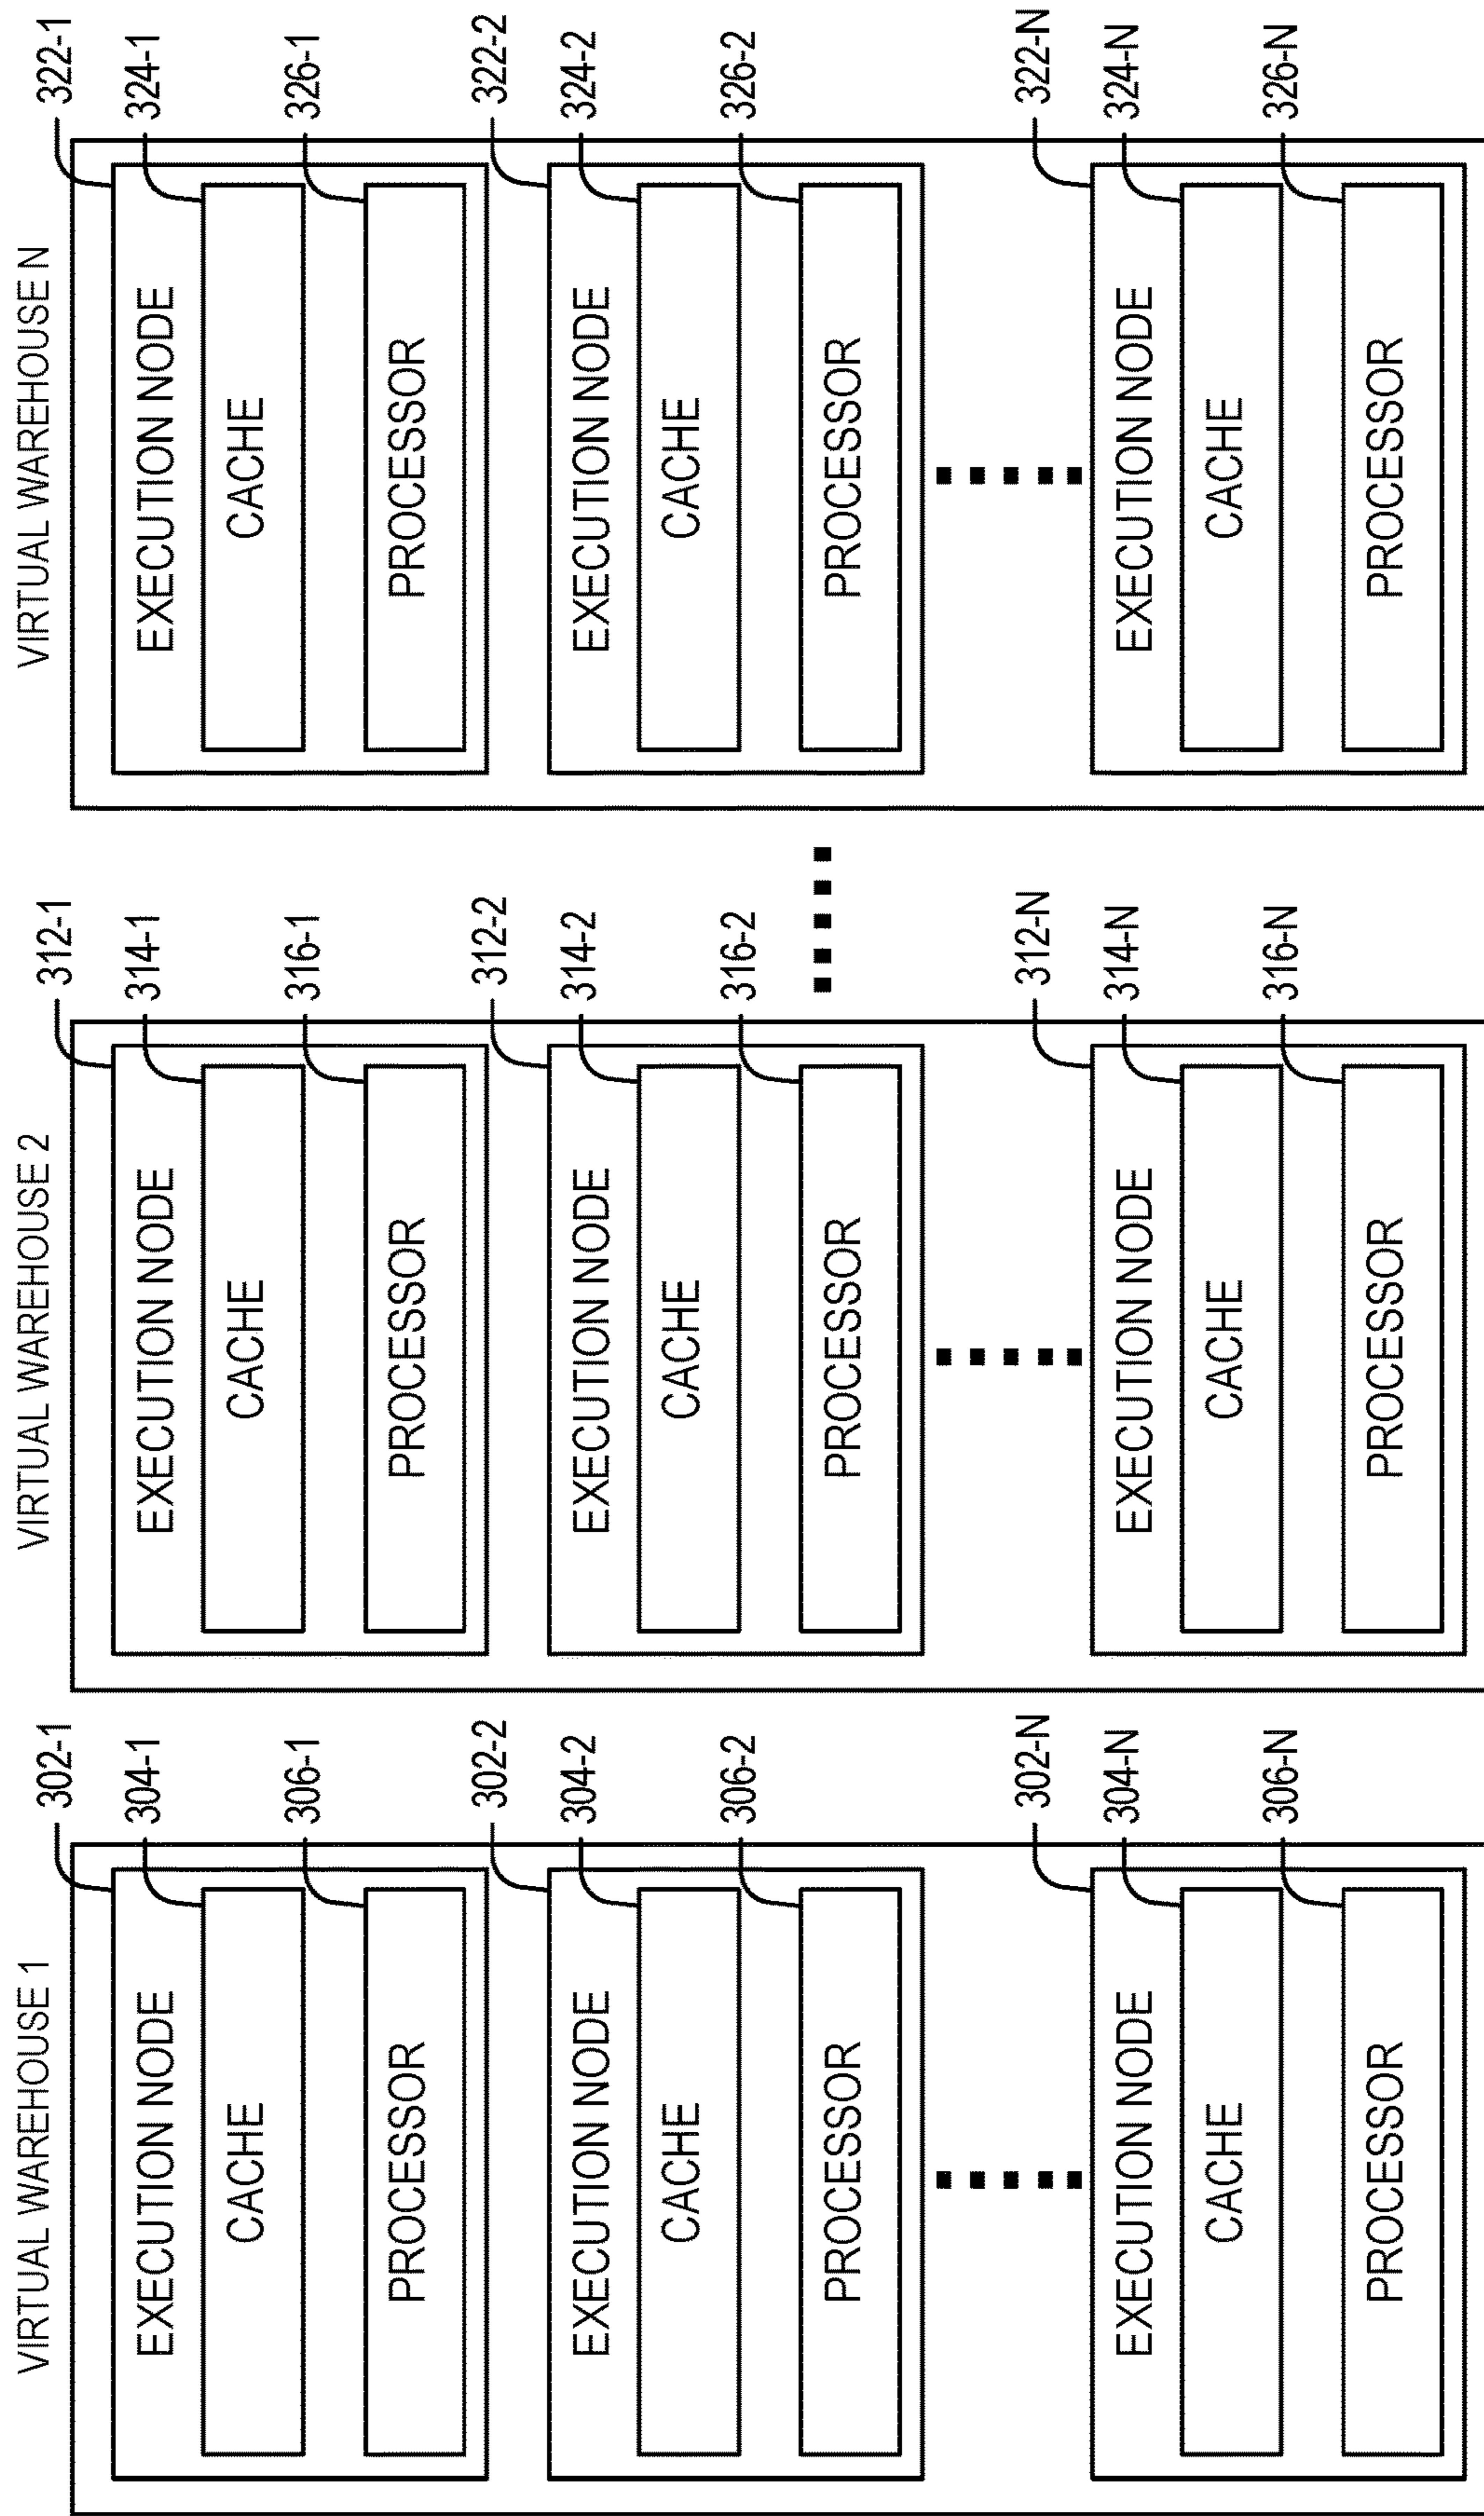 VIRTUAL WAREHOUSE 1
302-1
EXECUTION NODE
304-1
CACHE
306-1
PROCESSOR
302-2
EXECUTION NODE
304-2
CACHE
306-2
PROCESSOR
302-N
EXECUTION NODE
304-N
CACHE
306-N
PROCESSOR
VIRTUAL WAREHOUSE 2
312-1
EXECUTION NODE
314-1
CACHE
316-1
PROCESSOR
312-2
EXECUTION NODE
314-2
CACHE
316-2
PROCESSOR
312-N
EXECUTION NODE
314-N
CACHE
316-N
PROCESSOR
VIRTUAL WAREHOUSE N
322-1
EXECUTION NODE
324-1
CACHE
326-1
PROCESSOR
322-2
EXECUTION NODE
324-2
CACHE
326-2
PROCESSOR
322-N
EXECUTION NODE
324-N
CACHE
326-N
PROCESSOR